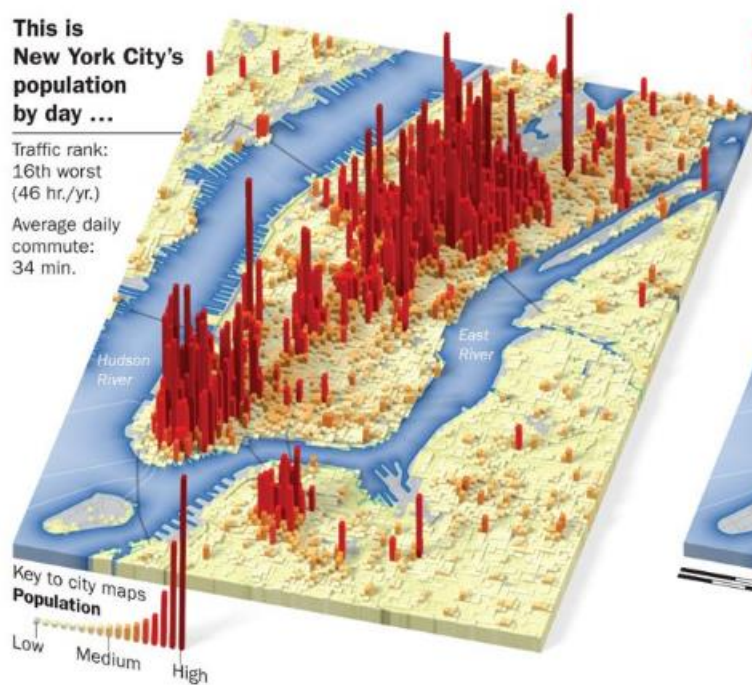 This is
New York City's
population
by day ...
Traffic rank:
16th worst
(46 hr./yr.)
Average daily
commute:
34 min.
Hudson
River
East
River
Key to city maps
Population
Low
Medium
High